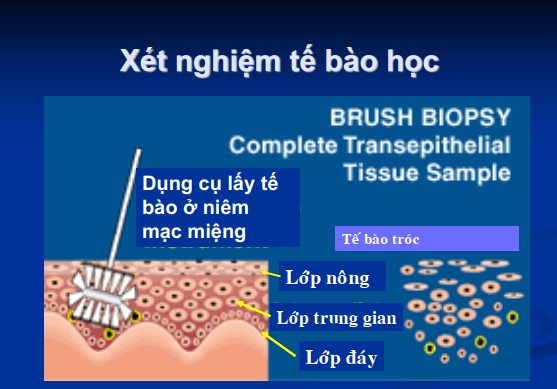 Xét nghiệm tế bào học
BRUSH BIOPSY
Complete Transepithelial
Tissue Sample
Dụng cụ lấy tế
bào ở niêm
mạc miệng
Tế bào tróc
Lớp nông
Lớp trung gian
Lớp đáy